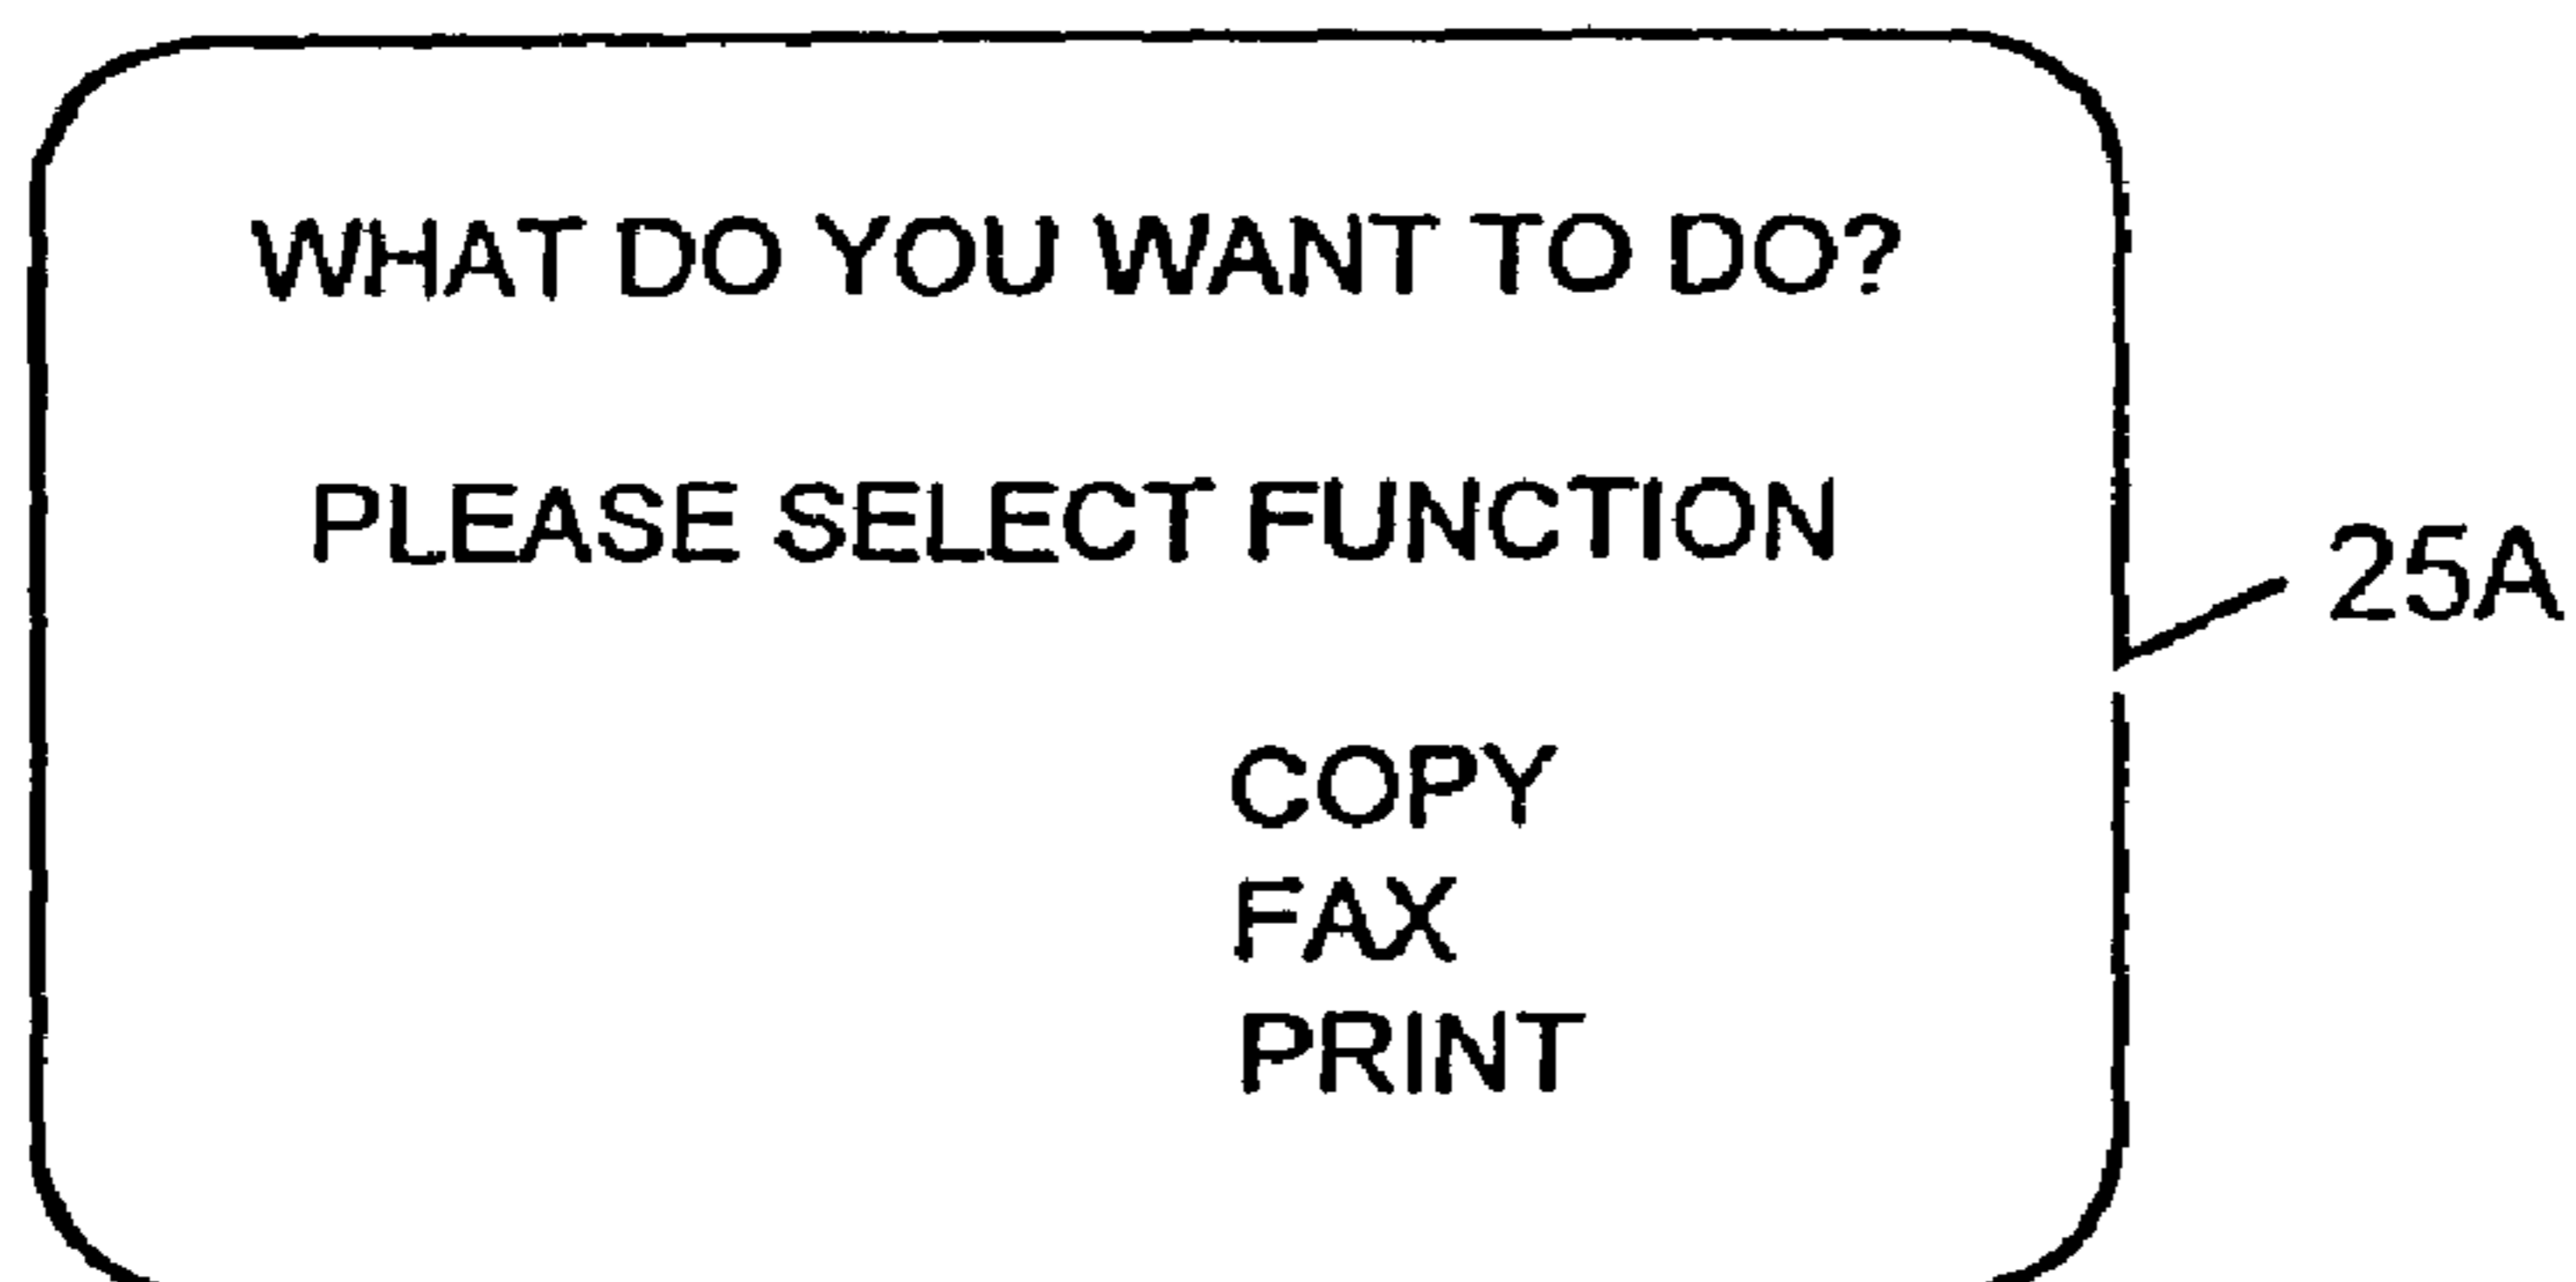 WHAT DO YOU WANT TO DO?
PLEASE SELECT FUNCTION
25A
COPY
FAX
PRINT